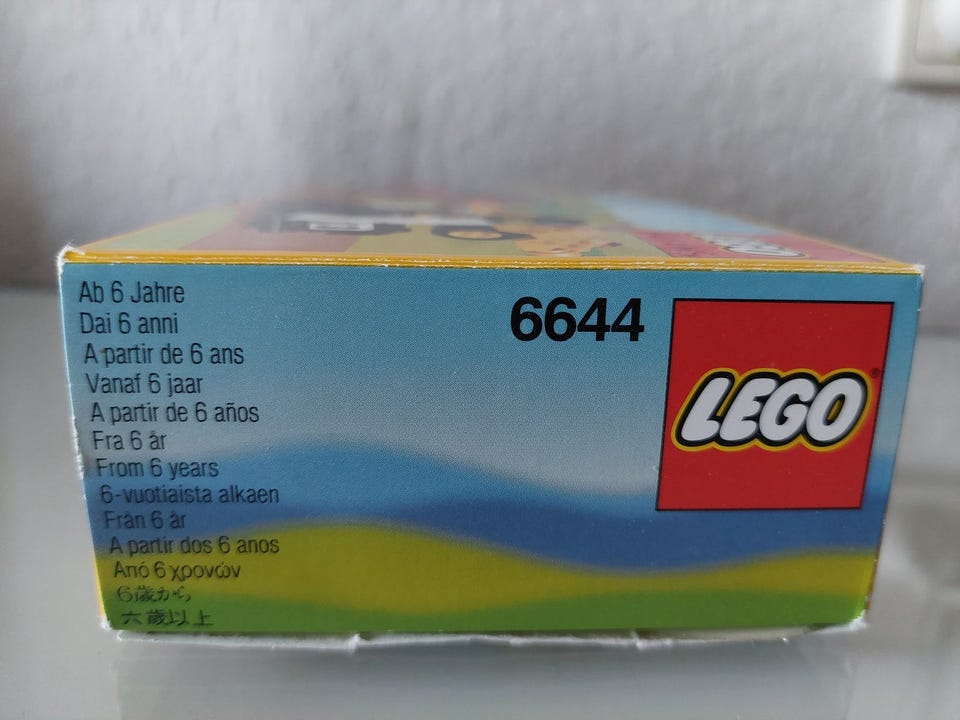 Ab 6 Jahre
Dai 6 anni
A partir de 6 ans
Vanaf 6 jaar
A partir de 6 años
Fra 6 år
From 6 years
6-vuotiaista alkaen
Från 6 år
A partir dos 6 anos
Από 6 χρονών
6歳から
六歲以上
6644
LEGO®